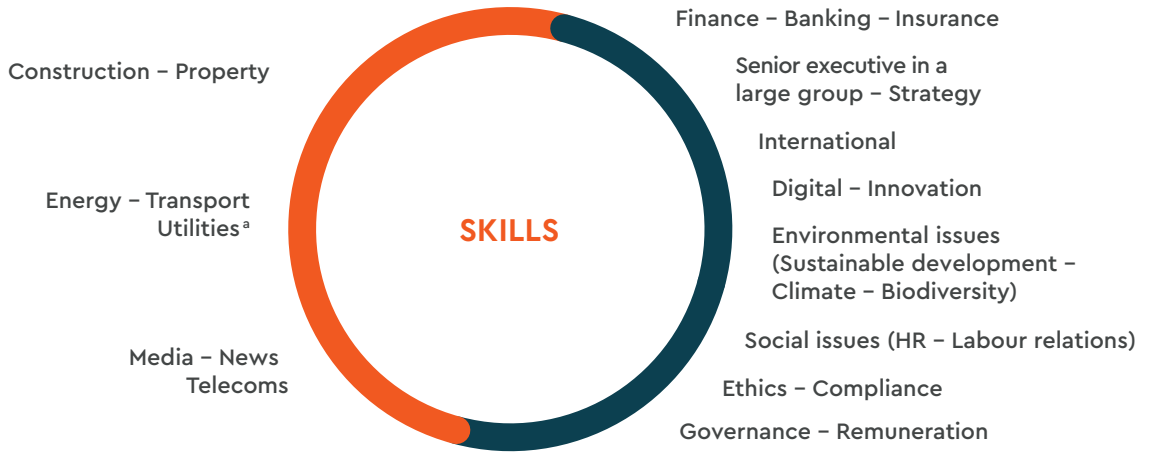 Construction – Property
Energy – Transport
Utilities a
Media – News
Telecoms
SKILLS
Finance – Banking – Insurance
Senior executive in a
large group – Strategy
International
Digital – Innovation
Environmental issues
(Sustainable development –
Climate – Biodiversity)
Social issues (HR – Labour relations)
Ethics – Compliance
Governance – Remuneration